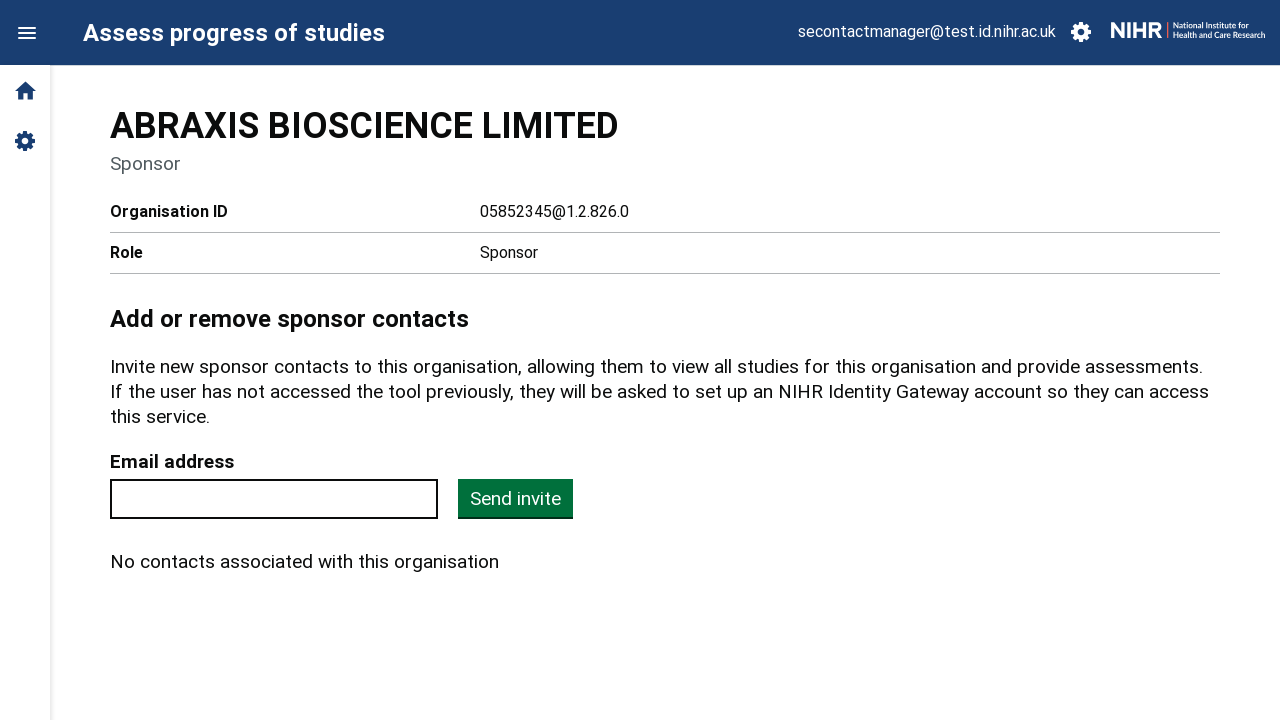 Assess progress of studies
secontactmanager@test.id.nihr.ac.uk
NIHR National Institute for
Health and Care Research
ABRAXIS BIOSCIENCE LIMITED
Sponsor
Organisation ID 05852345@1.2.826.0
Role Sponsor
Add or remove sponsor contacts
Invite new sponsor contacts to this organisation, allowing them to view all studies for this organisation and provide assessments.
If the user has not accessed the tool previously, they will be asked to set up an NIHR Identity Gateway account so they can access
this service.
Email address
Send invite
No contacts associated with this organisation